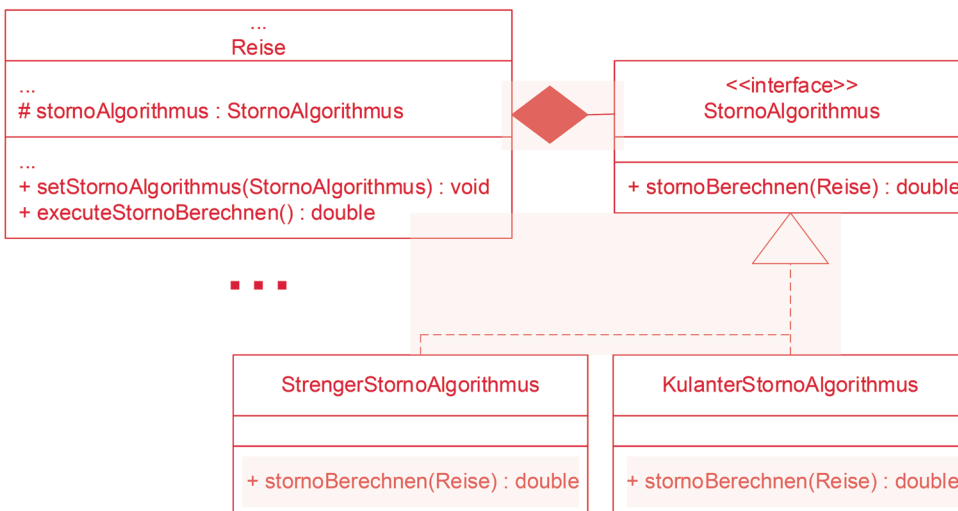 ...
Reise
...
# stornoAlgorithmus : StornoAlgorithmus
...
+ setStornoAlgorithmus(StornoAlgorithmus) : void
+ executeStornoBerechnen() : double
<<interface>>
StornoAlgorithmus
+ stornoBerechnen(Reise) : double
...
StrengerStornoAlgorithmus
+ stornoBerechnen(Reise) : double
KulanterStornoAlgorithmus
+ stornoBerechnen(Reise) : double